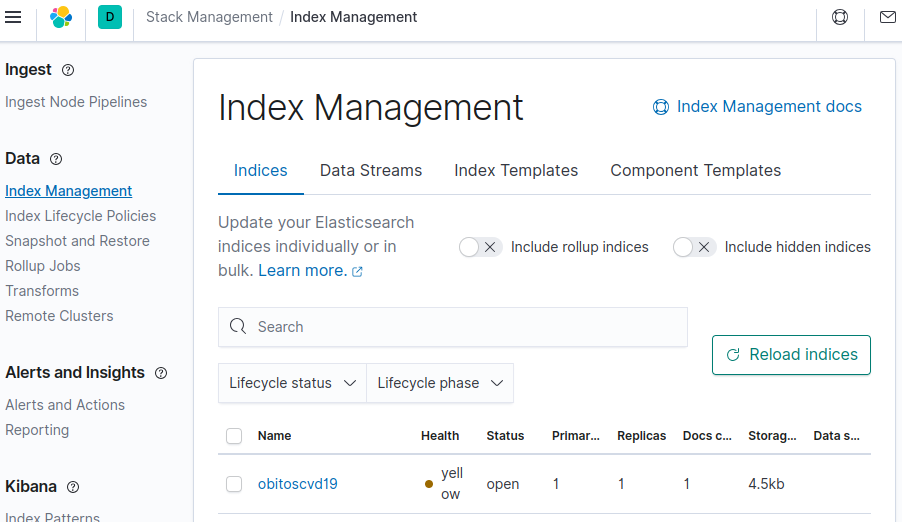 D
Stack Management / Index Management
Ingest
Ingest Node Pipelines
Data
Index Management
Index Lifecycle Policies
Snapshot and Restore
Rollup Jobs
Transforms
Remote Clusters
Alerts and Insights
Alerts and Actions
Reporting
Kibana
Index Patterns
Index Management
Index Management docs
Indices Data Streams Index Templates Component Templates
Update your Elasticsearch
indices individually or in
bulk. Learn more.
Include rollup indices
Include hidden indices
Search
Reload indices
Lifecycle status Lifecycle phase
Name Health Status Primar... Replicas Docs c... Storag... Data s...
obitoscvd19 yell open 1 1 1 4.5kb
ow